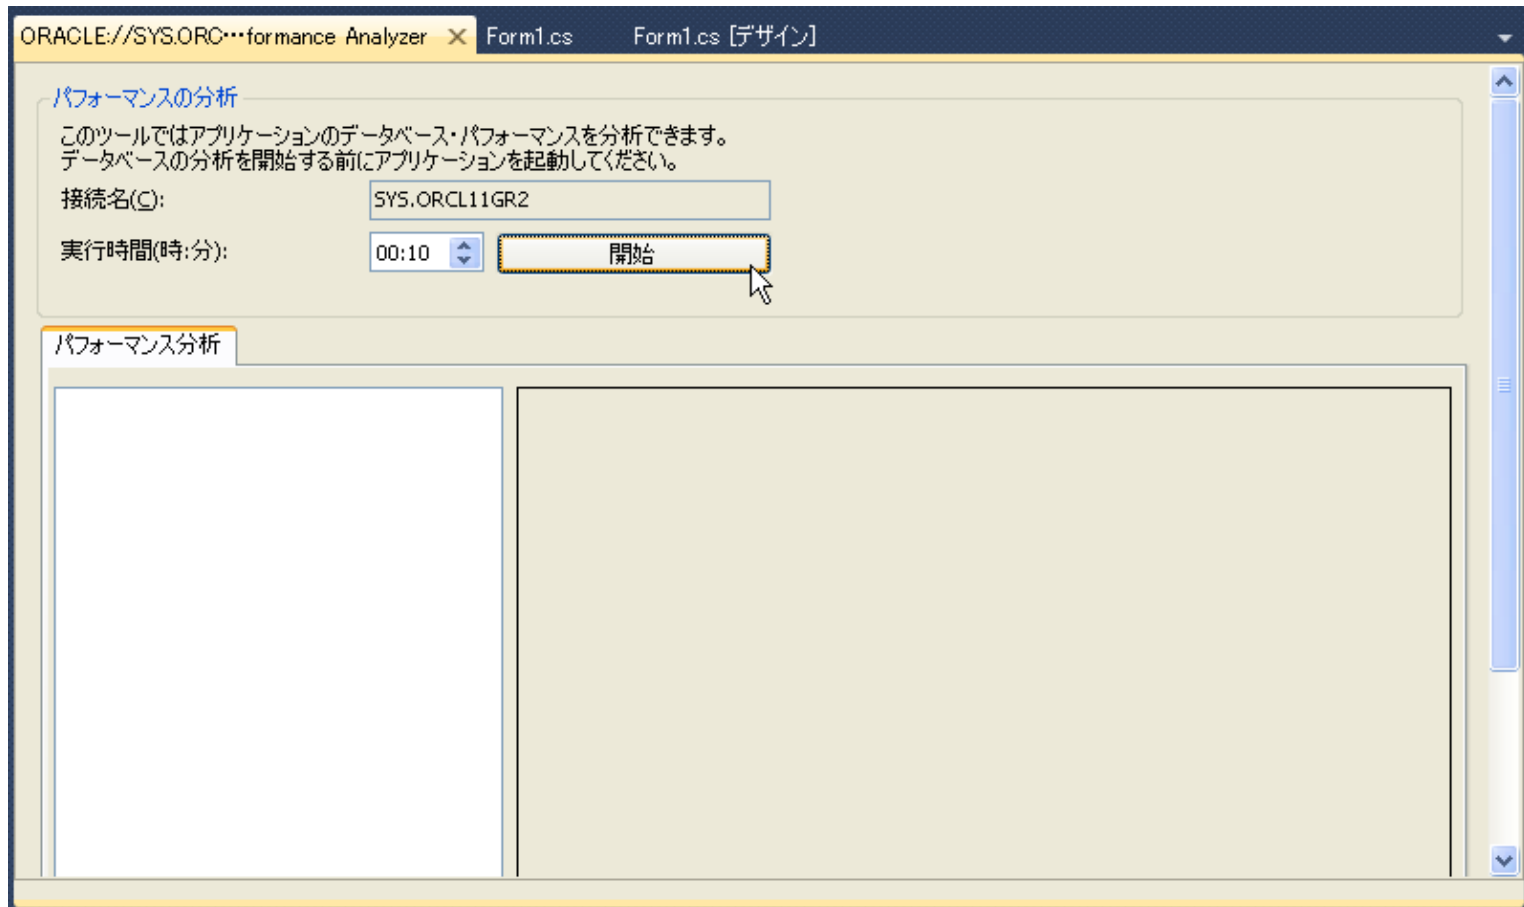 ORACLE://SYS.ORC…formance Analyzer Form1.cs Form1.cs [デザイン]
パフォーマンスの分析
このツールではアプリケーションのデータベース・パフォーマンスを分析できます。
データベースの分析を開始する前にアプリケーションを起動してください。
接続名(C): SYS.ORCL11GR2
実行時間(時:分): 00:10 開始
パフォーマンス分析